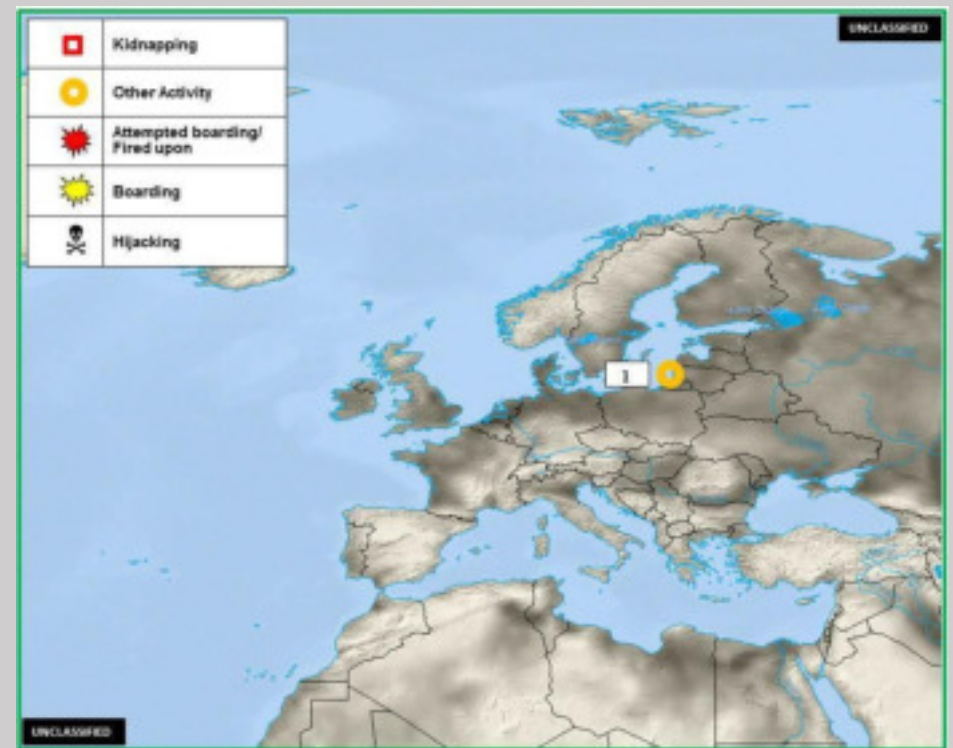 UNCLASSIFIED
Kidnapping
Other Activity
Attempted boarding/
Fired upon
Boarding
Hijacking
1
UNCLASSIFIED